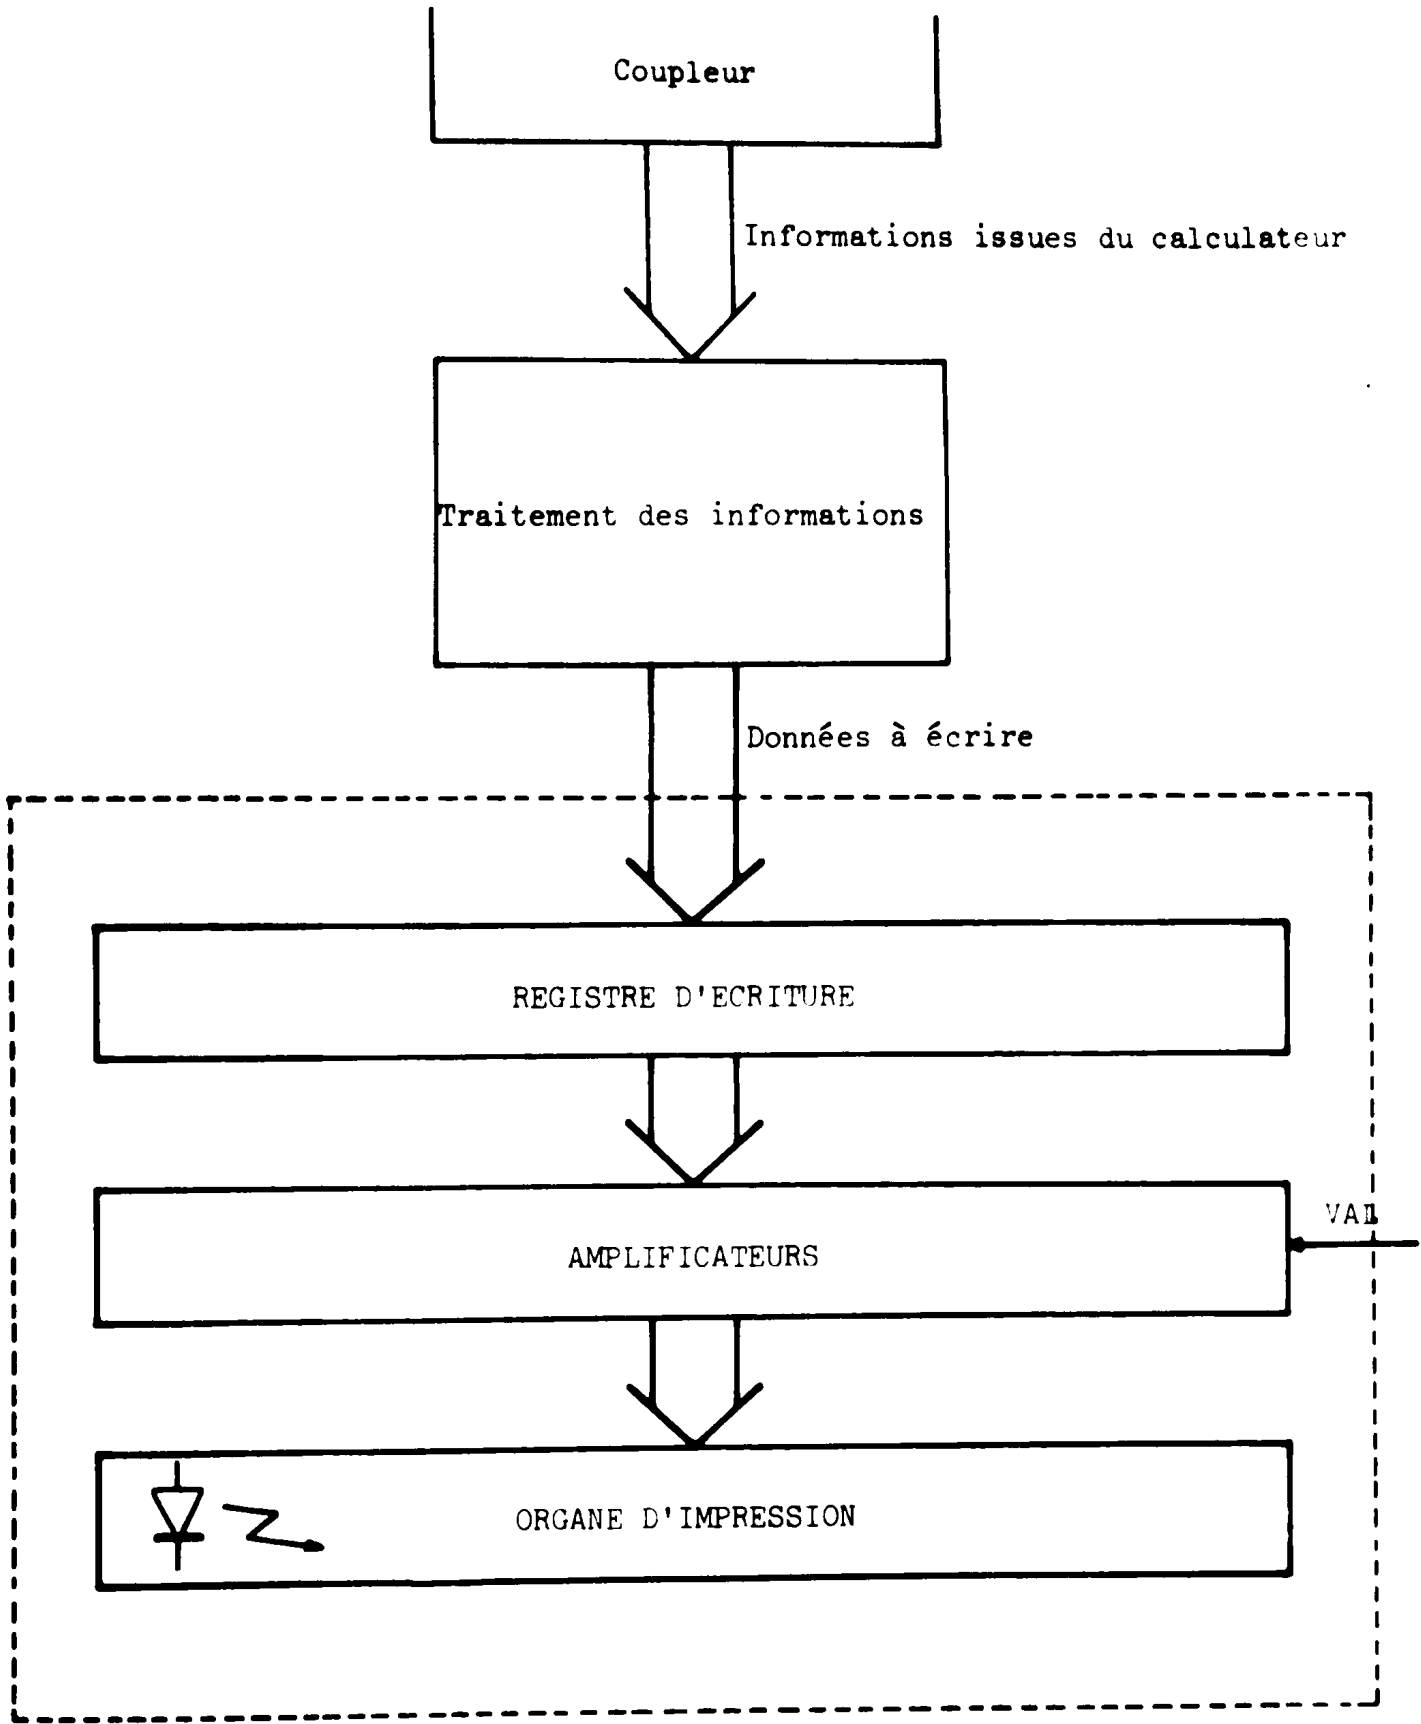 Coupleur
Informations issues du calculateur
Traitement des informations
Données à écrire
REGISTRE D'ECRITURE
VAL
AMPLIFICATEURS
ORGANE D'IMPRESSION